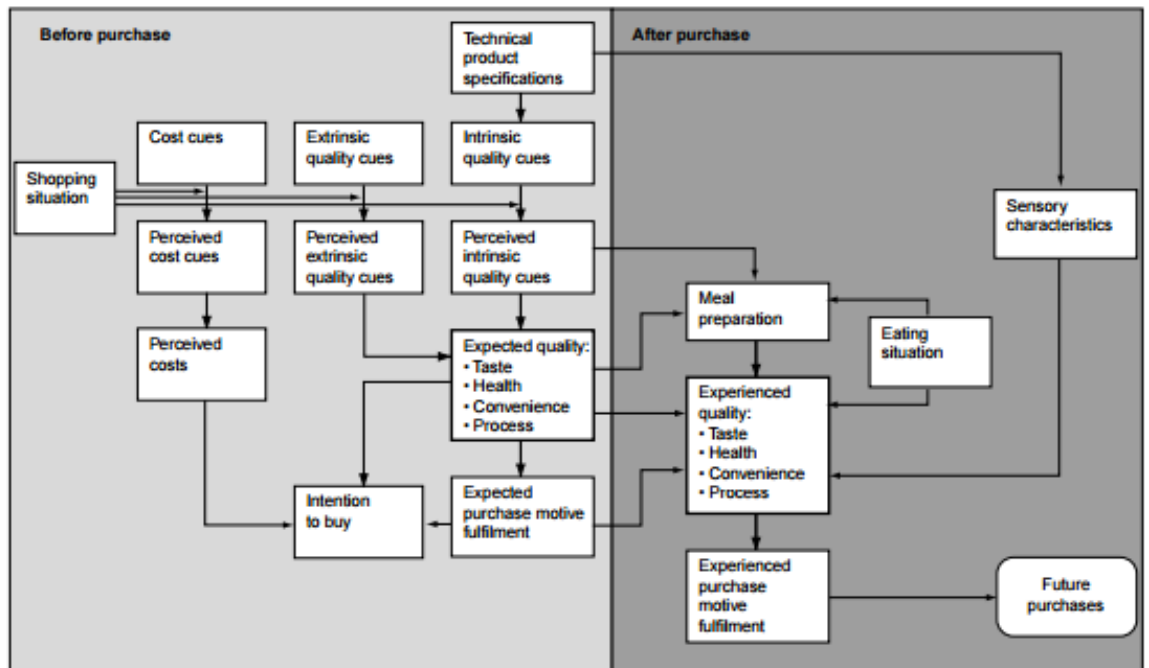 Before purchase
Technical
product
specifications
After purchase
Cost cues
Extrinsic
quality cues
Intrinsic
quality cues
Shopping
situation
Perceived
cost cues
Perceived
extrinsic
quality cues
Perceived
intrinsic
quality cues
Sensory
characteristics
Meal
preparation
Eating
situation
Perceived
costs
Expected quality:
• Taste
• Health
• Convenience
• Process
Experienced
quality:
• Taste
• Health
• Convenience
• Process
Intention
to buy
Expected
purchase motive
fulfilment
Experienced
purchase
motive
fulfilment
Future
purchases